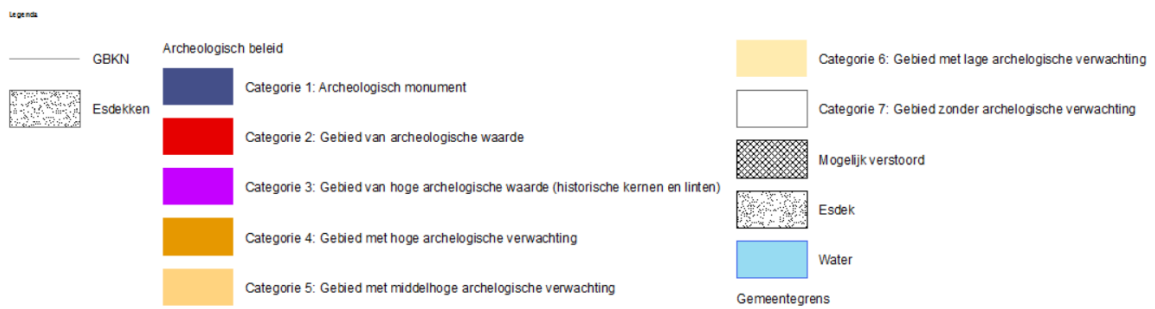 Legenda
GBKN
Esdekken
Archeologisch beleid
Categorie 1: Archeologisch monument
Categorie 2: Gebied van archeologische waarde
Categorie 3: Gebied van hoge archelogische waarde (historische kernen en linten)
Categorie 4: Gebied met hoge archelogische verwachting
Categorie 5: Gebied met middelhoge archelogische verwachting
Categorie 6: Gebied met lage archelogische verwachting
Categorie 7: Gebied zonder archelogische verwachting
Mogelijk verstoord
Esdek
Water
Gemeentegrens